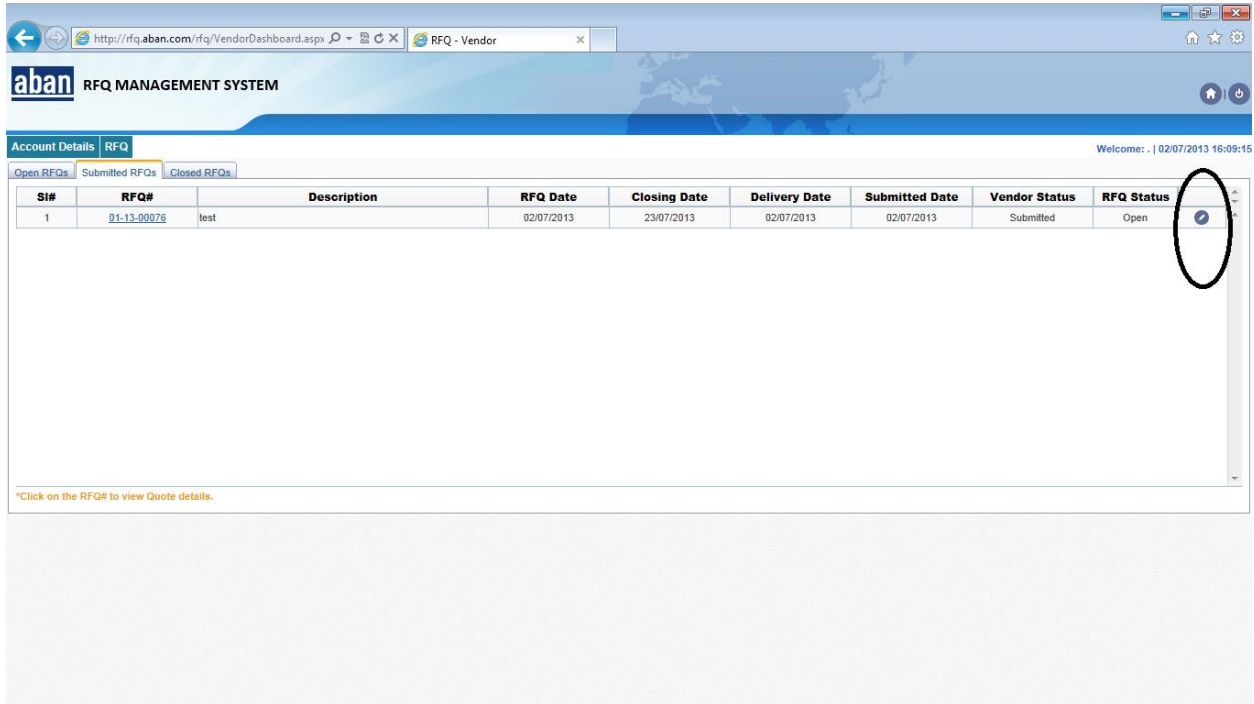 http://rfq.aban.com/rfq/VendorDashboard.aspx
RFQ - Vendor
aban RFQ MANAGEMENT SYSTEM
Account Details RFQ
Welcome: . | 02/07/2013 16:09:15
Open RFQs Submitted RFQs Closed RFQs
SI# RFQ# Description RFQ Date Closing Date Delivery Date Submitted Date Vendor Status RFQ Status
1 01-13-00076 test 02/07/2013 23/07/2013 02/07/2013 02/07/2013 Submitted Open
*Click on the RFQ# to view Quote details.